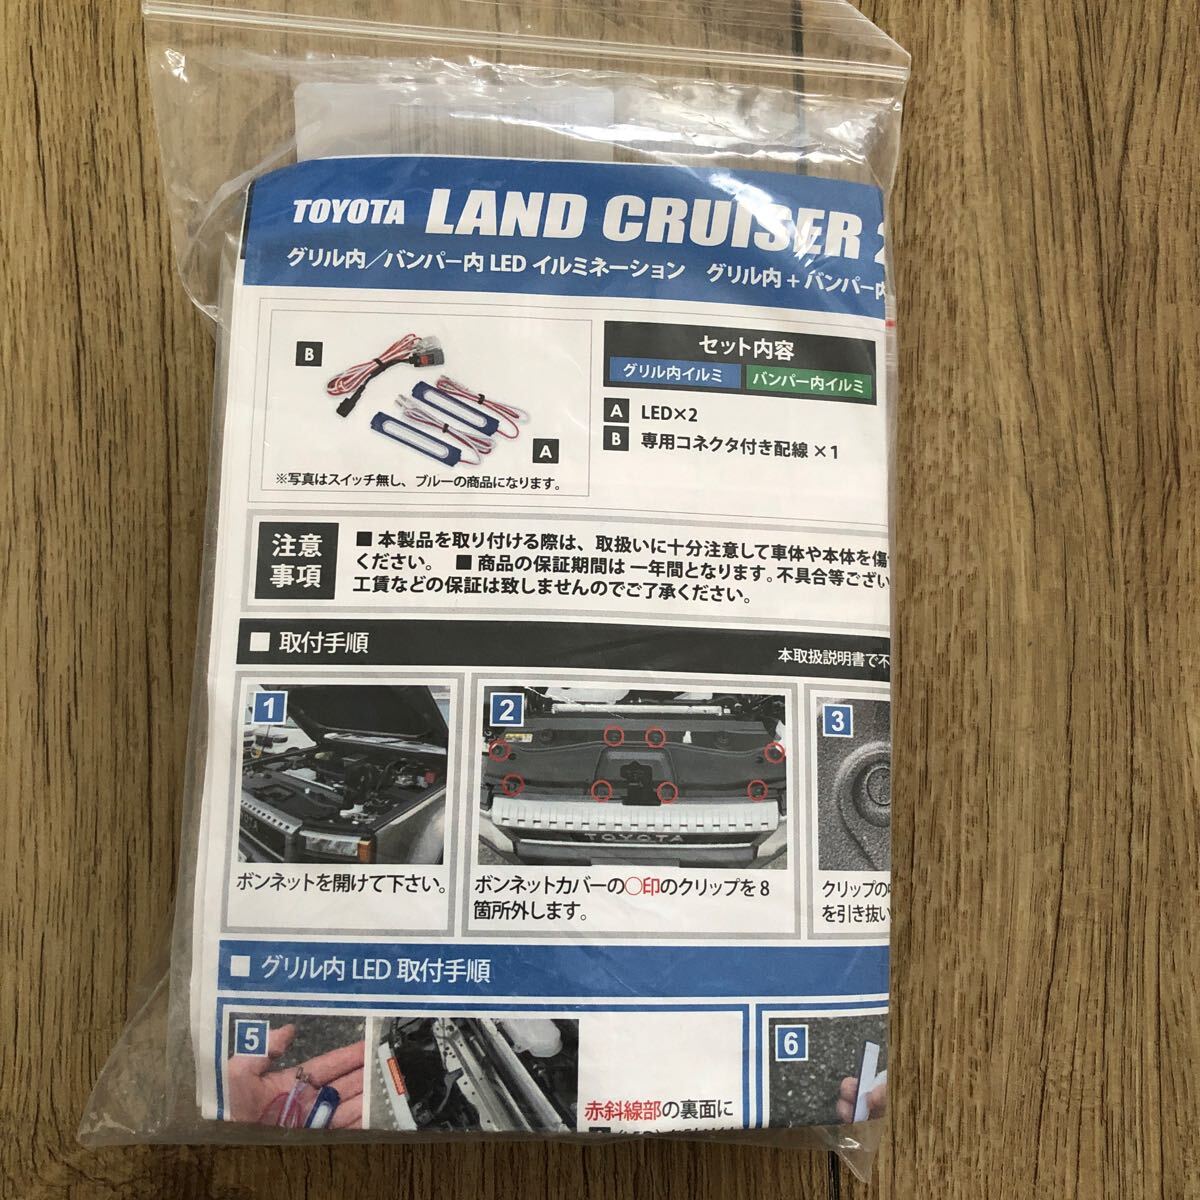 TOYOTA LAND CRUISER 2
グリル内／バンパー内 LED イルミネーション グリル内 + バンパー内
B
A
※写真はスイッチ無し、ブルーの商品になります。
セット内容
グリル内イルミ バンパー内イルミ
A LED×2
B 専用コネクタ付き配線 ×1
注意
事項
■ 本製品を取り付ける際は、取扱いに十分注意して車体や本体を傷
ください。 ■ 商品の保証期間は 一年間となります。不具合等ござい
工賃などの保証は致しませんのでご了承ください。
■ 取付手順
本取扱説明書で不
1
2
3
TOYOTA
ボンネットを開けて下さい。
ボンネットカバーの〇印のクリップを 8
箇所外します。
クリップの
を引き抜い
■ グリル内 LED 取付手順
5
6
赤斜線部の裏面に